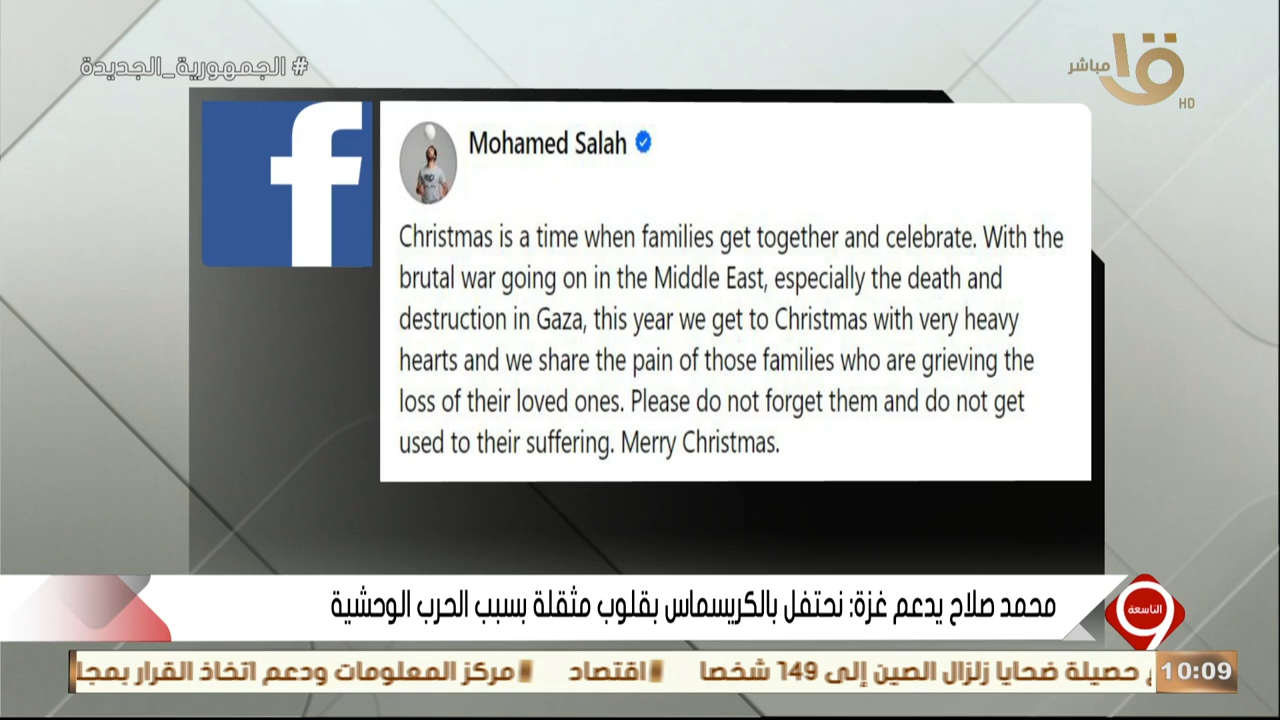 # الجمهورية_الجديدة
مباشر
HD
Mohamed Salah
Christmas is a time when families get together and celebrate. With the
brutal war going on in the Middle East, especially the death and
destruction in Gaza, this year we get to Christmas with very heavy
hearts and we share the pain of those families who are grieving the
loss of their loved ones. Please do not forget them and do not get
used to their suffering. Merry Christmas.
محمد صلاح يدعم غزة: نحتفل بالكريسماس بقلوب مثقلة بسبب الحرب الوحشية
التاسعة
9
حصيلة ضحايا زلزال الصين إلى 149 شخصا اقتصاد مركز المعلومات ودعم اتخاذ القرار
10:09